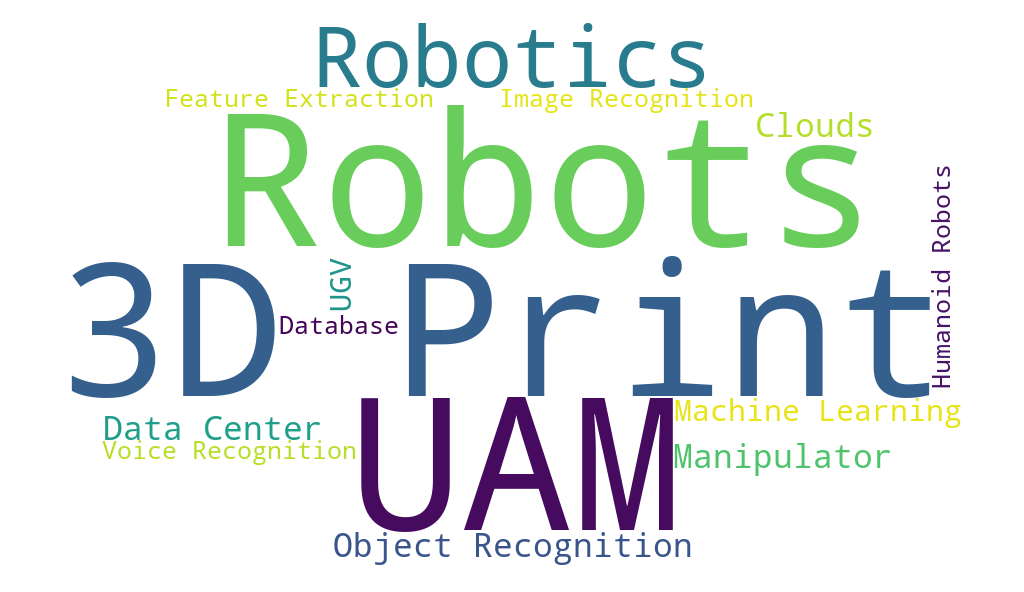 Robotics
Feature Extraction
Image Recognition
Clouds
Robots
Humanoid Robots
UGV
3D Print
Database
UAM
Machine Learning
Data Center
Voice Recognition
Manipulator
Object Recognition